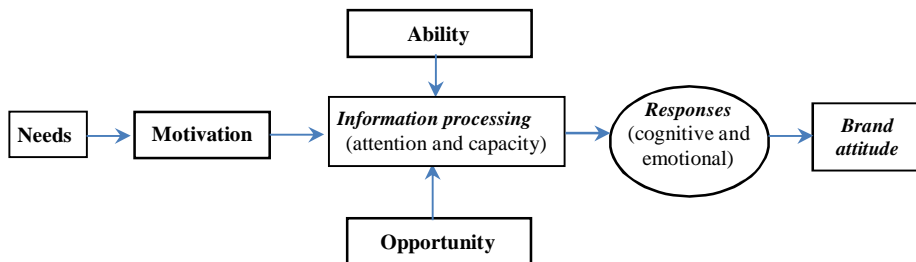 Ability
Needs
Motivation
Information processing
(attention and capacity)
Responses
(cognitive and
emotional)
Brand
attitude
Opportunity